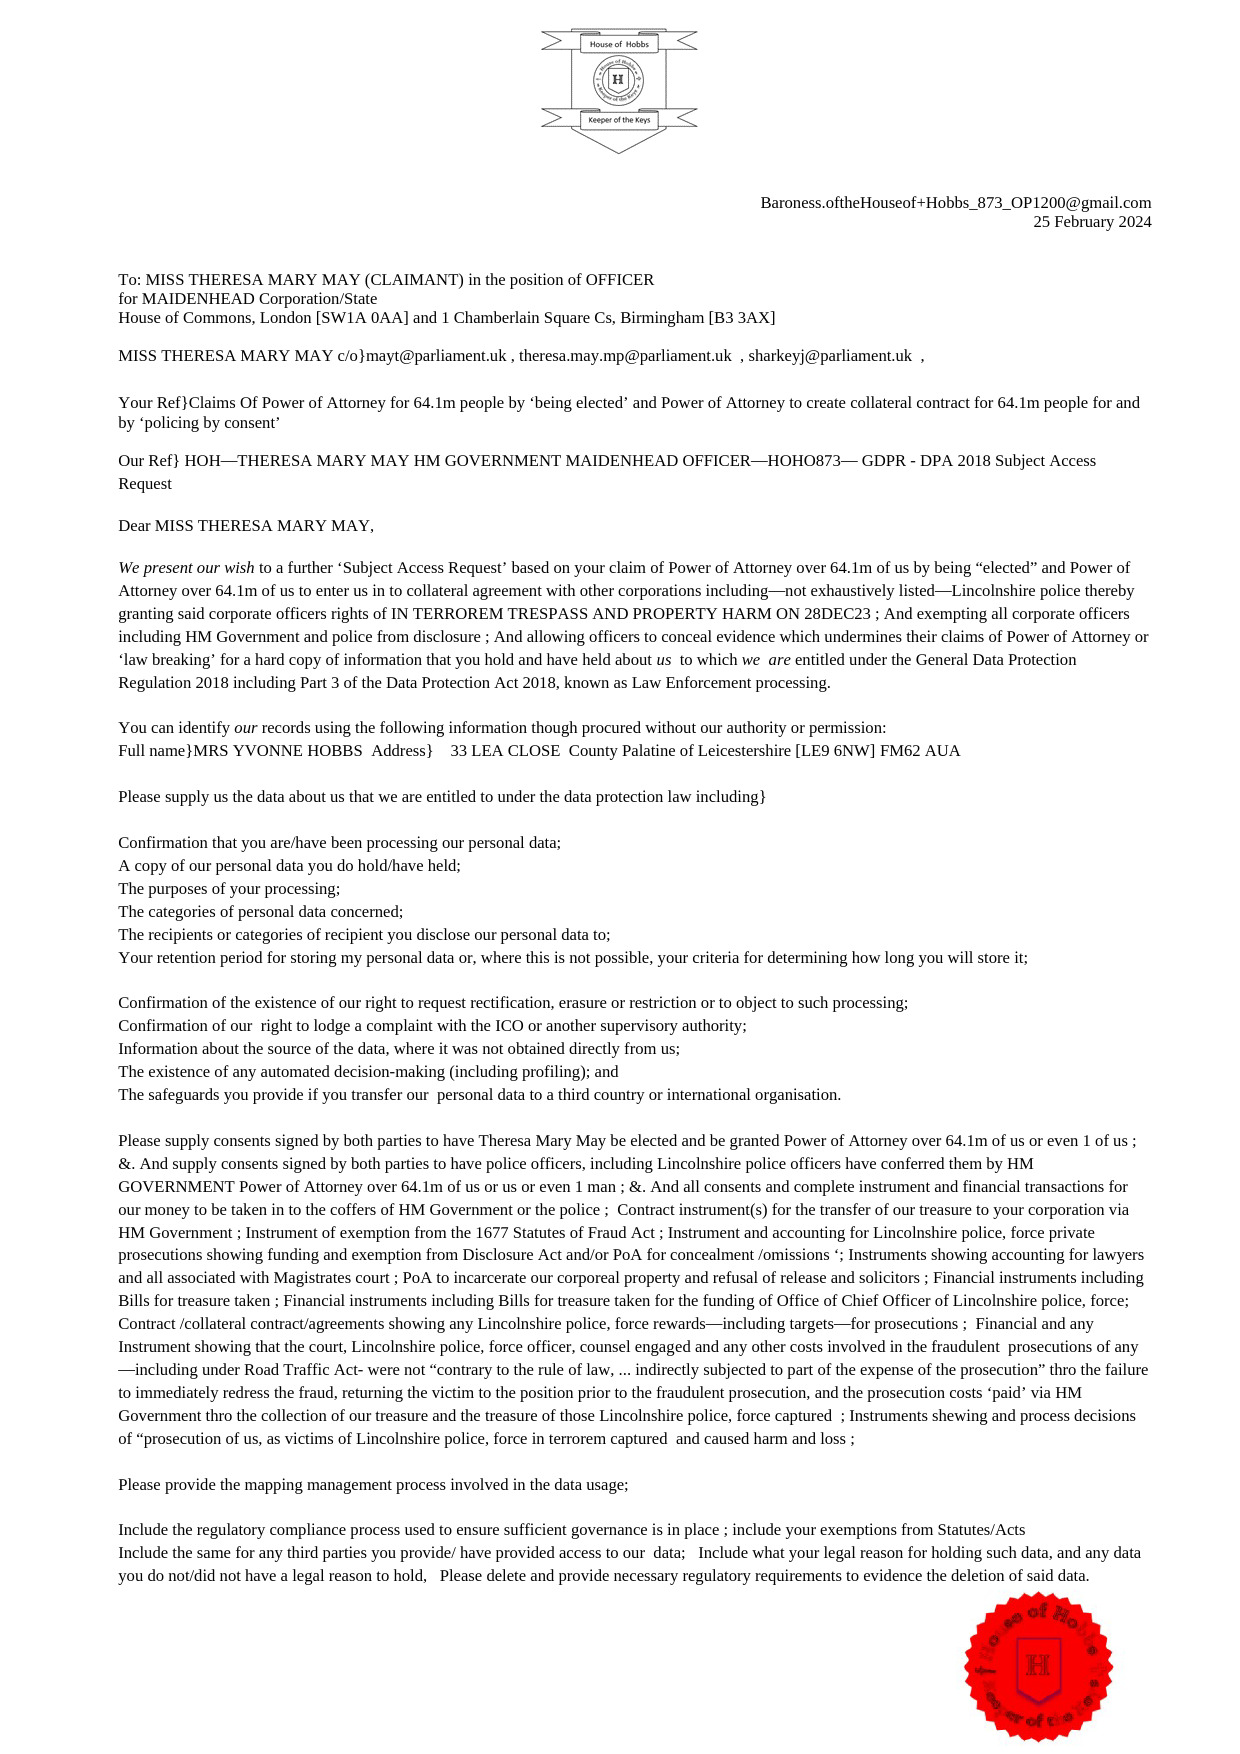 House of Hobbs
House of Hobbs
H
Keeper of the Keys
Keeper of the Keys
Baroness.oftheHouseof+Hobbs_873_OP1200@gmail.com
25 February 2024
To: MISS THERESA MARY MAY (CLAIMANT) in the position of OFFICER
for MAIDENHEAD Corporation/State
House of Commons, London [SW1A 0AA] and 1 Chamberlain Square Cs, Birmingham [B3 3AX]
MISS THERESA MARY MAY c/o}mayt@parliament.uk , theresa.may.mp@parliament.uk , sharkeyj@parliament.uk ,
Your Ref}Claims Of Power of Attorney for 64.1m people by ‘being elected’ and Power of Attorney to create collateral contract for 64.1m people for and
by ‘policing by consent’
Our Ref} HOH—THERESA MARY MAY HM GOVERNMENT MAIDENHEAD OFFICER—HOHO873— GDPR - DPA 2018 Subject Access
Request
Dear MISS THERESA MARY MAY,
We present our wish to a further ‘Subject Access Request’ based on your claim of Power of Attorney over 64.1m of us by being “elected” and Power of
Attorney over 64.1m of us to enter us in to collateral agreement with other corporations including—not exhaustively listed—Lincolnshire police thereby
granting said corporate officers rights of IN TERROREM TRESPASS AND PROPERTY HARM ON 28DEC23 ; And exempting all corporate officers
including HM Government and police from disclosure ; And allowing officers to conceal evidence which undermines their claims of Power of Attorney or
‘law breaking’ for a hard copy of information that you hold and have held about us to which we are entitled under the General Data Protection
Regulation 2018 including Part 3 of the Data Protection Act 2018, known as Law Enforcement processing.
You can identify our records using the following information though procured without our authority or permission:
Full name}MRS YVONNE HOBBS Address} 33 LEA CLOSE County Palatine of Leicestershire [LE9 6NW] FM62 AUA
Please supply us the data about us that we are entitled to under the data protection law including}
Confirmation that you are/have been processing our personal data;
A copy of our personal data you do hold/have held;
The purposes of your processing;
The categories of personal data concerned;
The recipients or categories of recipient you disclose our personal data to;
Your retention period for storing my personal data or, where this is not possible, your criteria for determining how long you will store it;
Confirmation of the existence of our right to request rectification, erasure or restriction or to object to such processing;
Confirmation of our right to lodge a complaint with the ICO or another supervisory authority;
Information about the source of the data, where it was not obtained directly from us;
The existence of any automated decision-making (including profiling); and
The safeguards you provide if you transfer our personal data to a third country or international organisation.
Please supply consents signed by both parties to have Theresa Mary May be elected and be granted Power of Attorney over 64.1m of us or even 1 of us ;
&. And supply consents signed by both parties to have police officers, including Lincolnshire police officers have conferred them by HM
GOVERNMENT Power of Attorney over 64.1m of us or us or even 1 man ; &. And all consents and complete instrument and financial transactions for
our money to be taken in to the coffers of HM Government or the police ; Contract instrument(s) for the transfer of our treasure to your corporation via
HM Government ; Instrument of exemption from the 1677 Statutes of Fraud Act ; Instrument and accounting for Lincolnshire police, force private
prosecutions showing funding and exemption from Disclosure Act and/or PoA for concealment /omissions ‘; Instruments showing accounting for lawyers
and all associated with Magistrates court ; PoA to incarcerate our corporeal property and refusal of release and solicitors ; Financial instruments including
Bills for treasure taken ; Financial instruments including Bills for treasure taken for the funding of Office of Chief Officer of Lincolnshire police, force;
Contract /collateral contract/agreements showing any Lincolnshire police, force rewards—including targets—for prosecutions ; Financial and any
Instrument showing that the court, Lincolnshire police, force officer, counsel engaged and any other costs involved in the fraudulent prosecutions of any
—including under Road Traffic Act- were not “contrary to the rule of law, ... indirectly subjected to part of the expense of the prosecution” thro the failure
to immediately redress the fraud, returning the victim to the position prior to the fraudulent prosecution, and the prosecution costs ‘paid’ via HM
Government thro the collection of our treasure and the treasure of those Lincolnshire police, force captured ; Instruments shewing and process decisions
of “prosecution of us, as victims of Lincolnshire police, force in terrorem captured and caused harm and loss ;
Please provide the mapping management process involved in the data usage;
Include the regulatory compliance process used to ensure sufficient governance is in place ; include your exemptions from Statutes/Acts
Include the same for any third parties you provide/ have provided access to our data; Include what your legal reason for holding such data, and any data
you do not/did not have a legal reason to hold, Please delete and provide necessary regulatory requirements to evidence the deletion of said data.
House of Hobbs
H
Keeper of the Keys